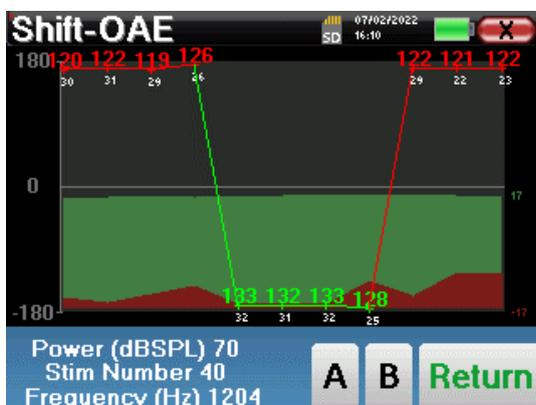 Shift-OAE
SD
07/02/2022
16:10
X
180
120 122 119 126
122 121 122
30 31 29 26
29 22 23
0
17
133 132 133 128
-180
32 31 32 25
-17
Power (dBSPL) 70
Stim Number 40
Frequency (Hz) 1204
A
B
Return